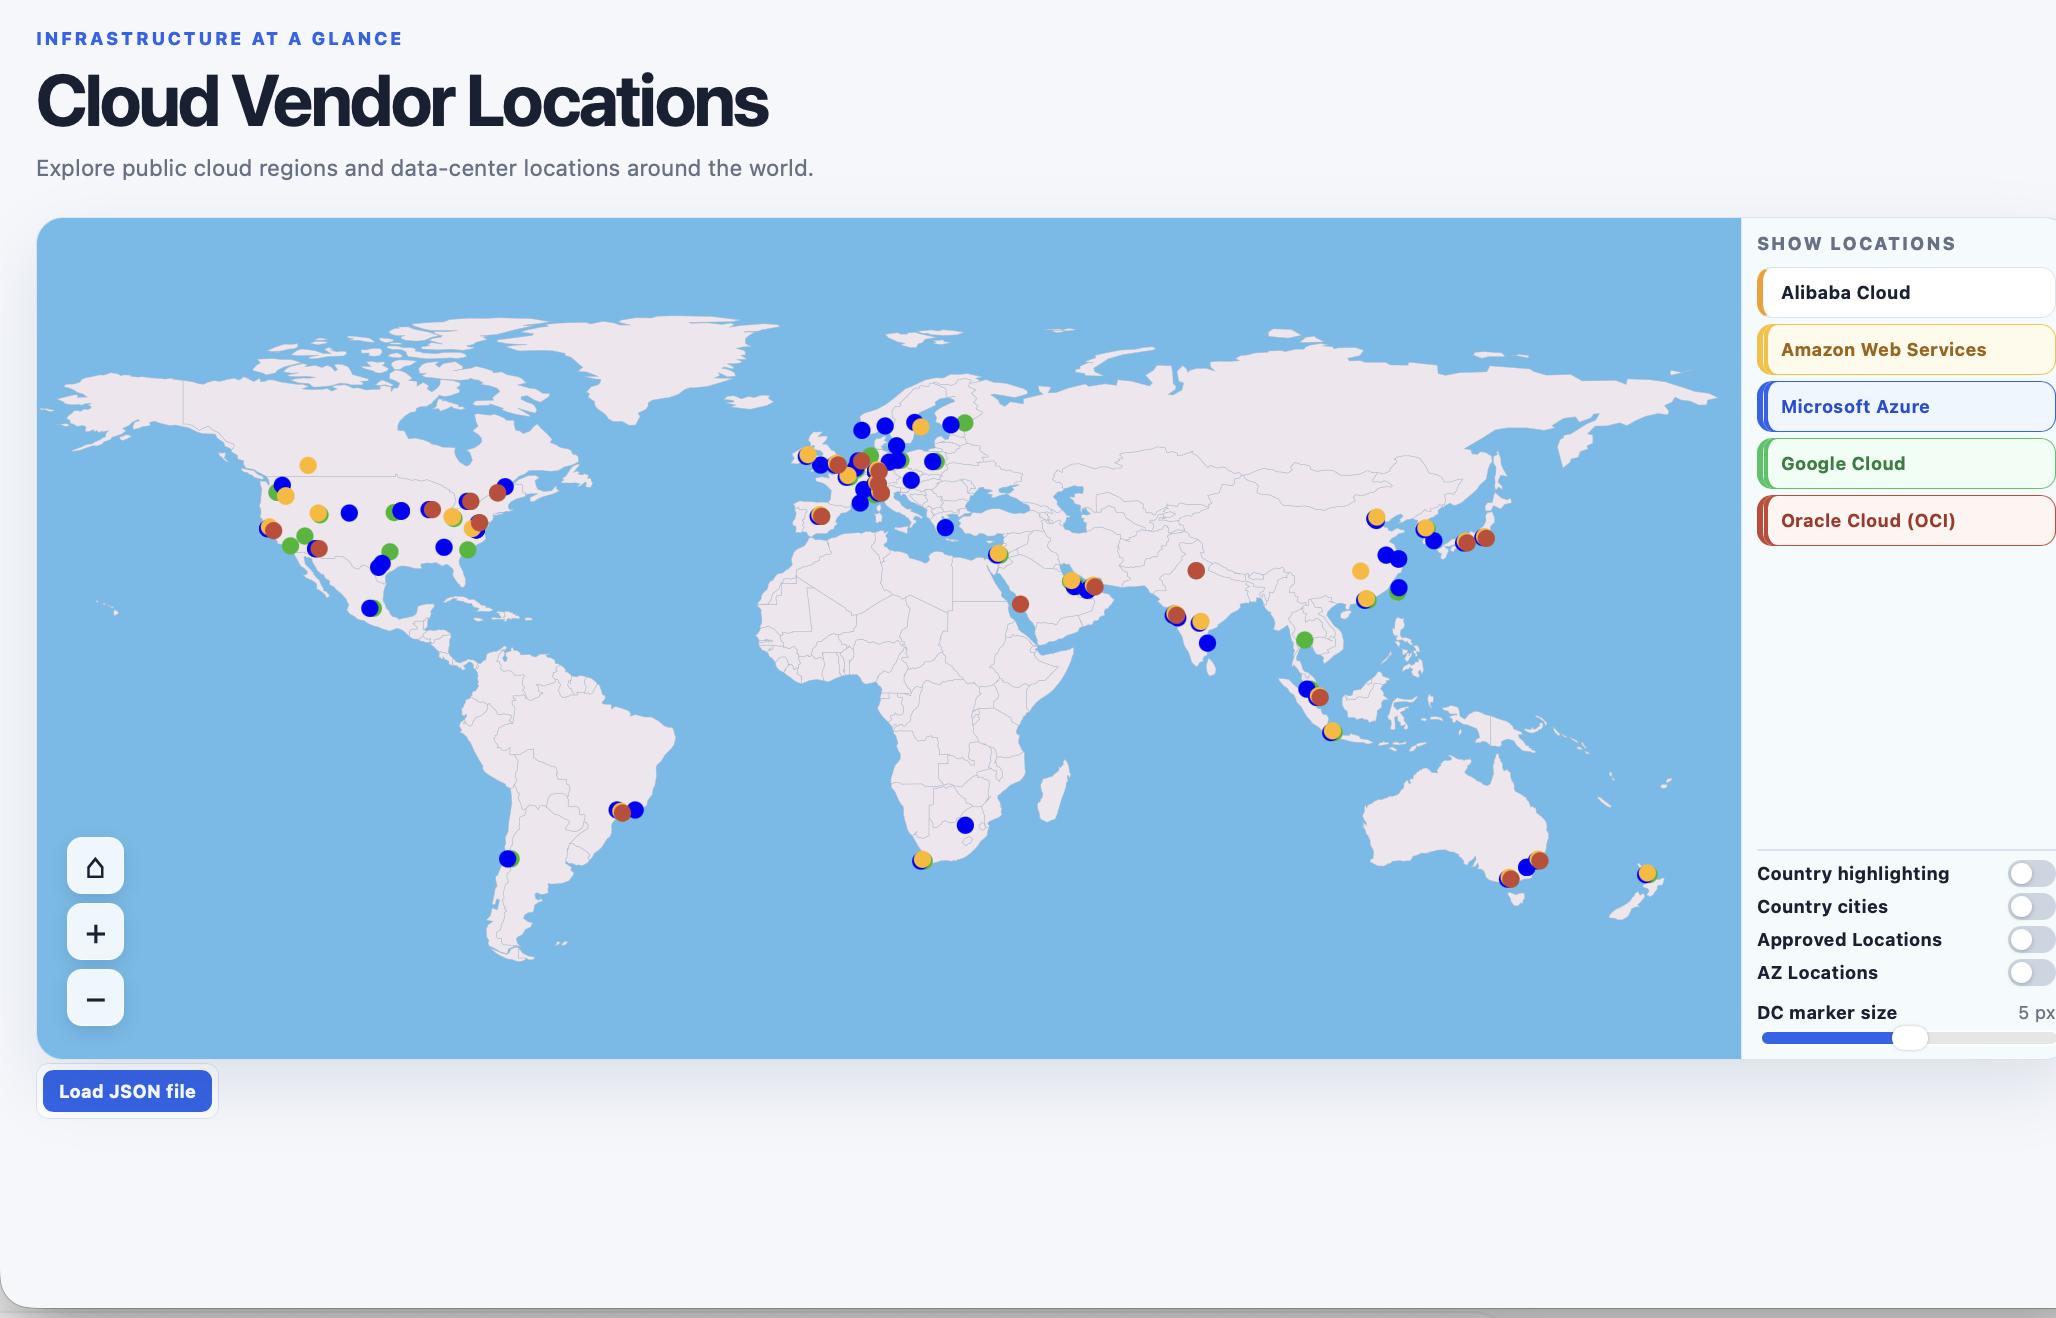 INFRASTRUCTURE AT A GLANCE
Cloud Vendor Locations
Explore public cloud regions and data-center locations around the world.
SHOW LOCATIONS
Alibaba Cloud
Amazon Web Services
Microsoft Azure
Google Cloud
Oracle Cloud (OCI)
Country highlighting
Country cities
Approved Locations
AZ Locations
DC marker size 5 px
Load JSON file